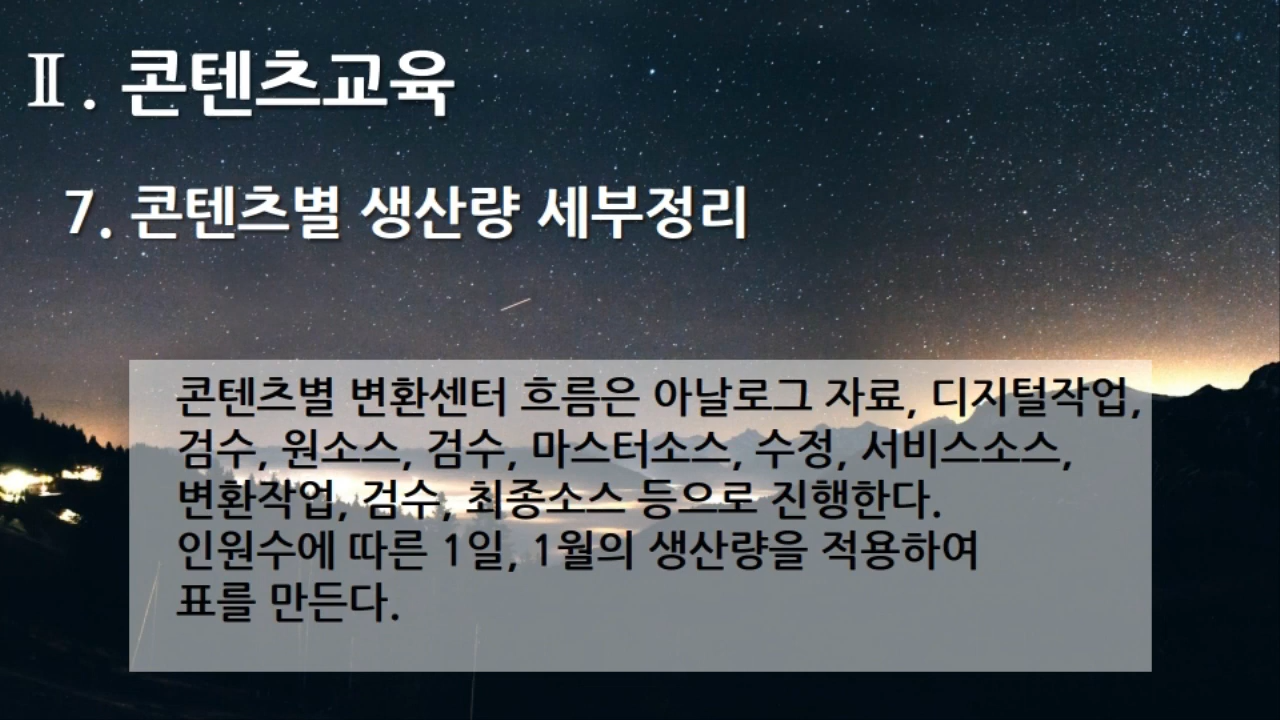 Ⅱ. 콘텐츠교육
7. 콘텐츠별 생산량 세부정리
콘텐츠별 변환센터 흐름은 아날로그 자료, 디지털작업,
검수, 원소스, 검수, 마스터소스, 수정, 서비스소스,
변환작업, 검수, 최종소스 등으로 진행한다.
인원수에 따른 1일, 1월의 생산량을 적용하여
표를 만든다.